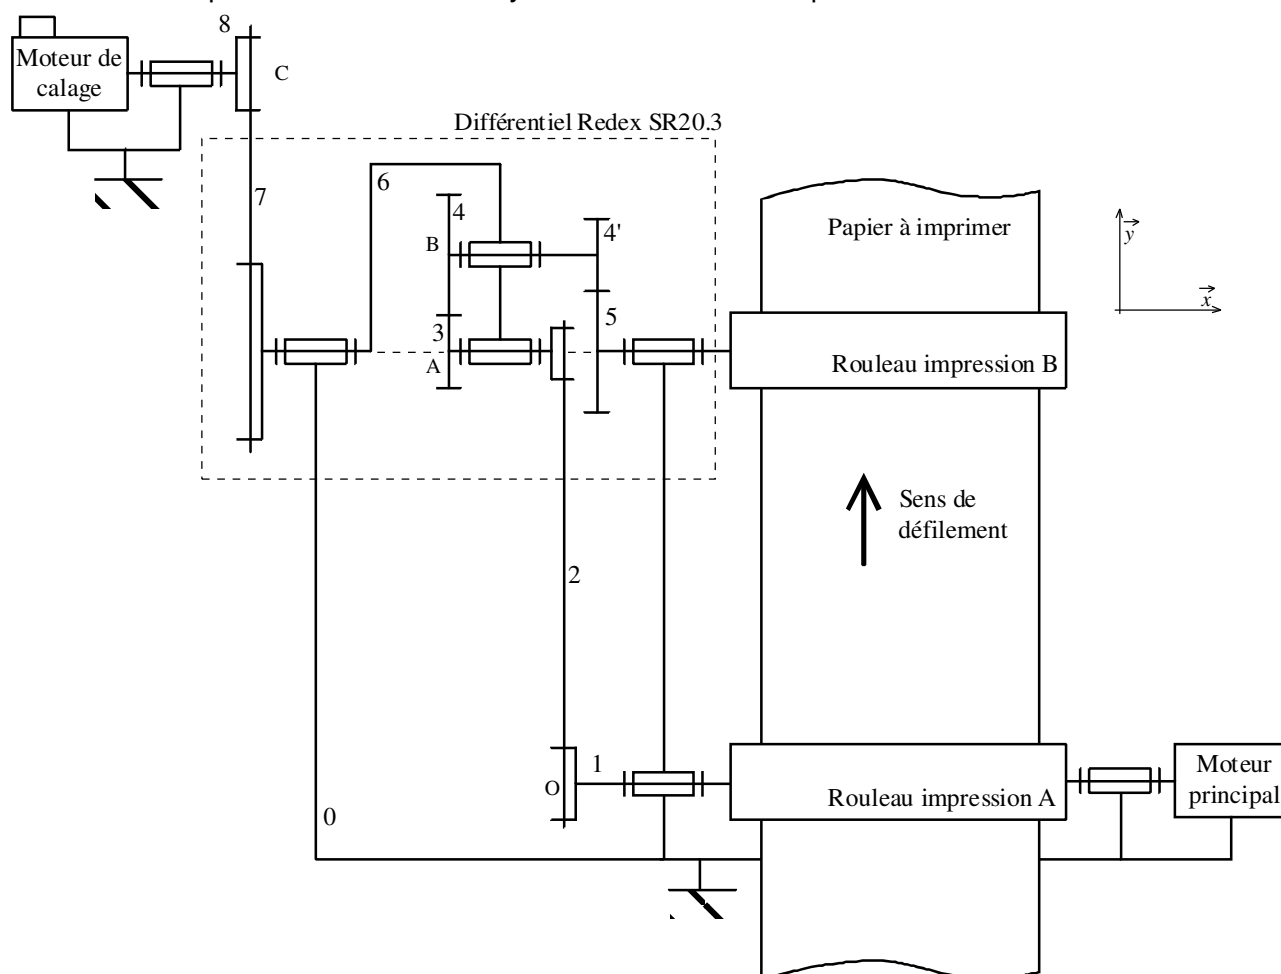 8
Moteur de
calage
C
Différentiel Redex SR20.3
7
6
4
B
4'
Papier à imprimer
y
x
3
5
A
Rouleau impression B
Sens de
défilement
2
1
O
Moteur
principal
Rouleau impression A
0